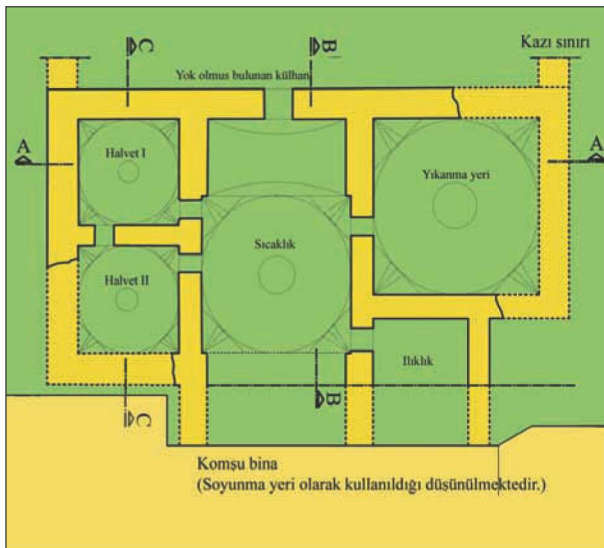 C
B
Kazı sınırı
Yok olmus bulunan külhan
A
Halvet I
Yıkanma yeri
A
Sıcaklık
Halvet II
Ilıklık
C
B
Komşu bina
(Soyunma yeri olarak kullanıldığı düşünülmektedir.)